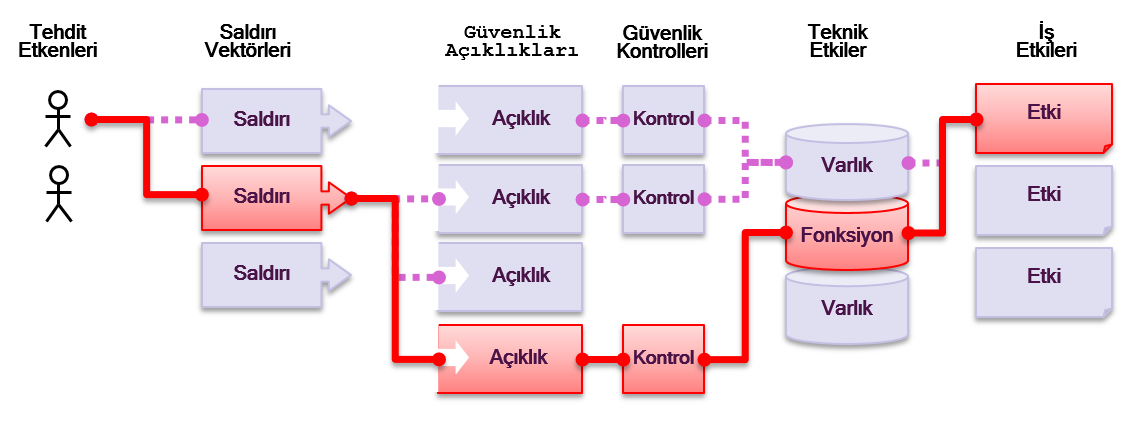 Tehdit
Etkenleri
Saldırı
Vektörleri
Güvenlik
Açıklıkları
Güvenlik
Kontrolleri
Teknik
Etkiler
İş
Etkileri
Saldırı
Açıklık
Kontrol
Varlık
Etki
Saldırı
Açıklık
Kontrol
Fonksiyon
Etki
Saldırı
Açıklık
Varlık
Etki
Açıklık
Kontrol